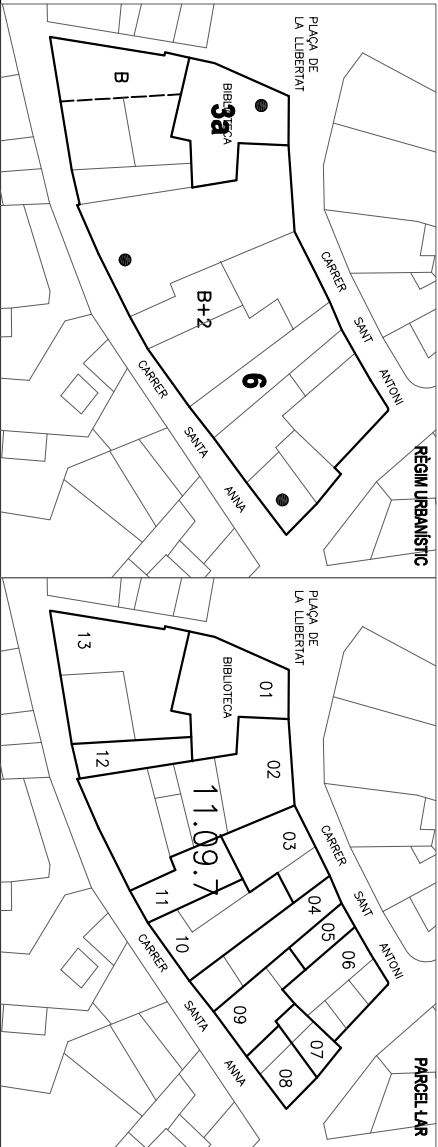 RÈGIM URBANÍSTIC
PLAÇA DE
LA LLIBERTAT
BIBLIOTECA
3a
B
B+2
6
CARRER
SANT
ANTONI
CARRER
SANTA
ANNA
PARCEL·LARI
PLAÇA DE
LA LLIBERTAT
BIBLIOTECA
01
02
03
04
05
06
07
08
09
10
11
12
13
11.09.7
CARRER
SANT
ANTONI
CARRER
SANTA
ANNA